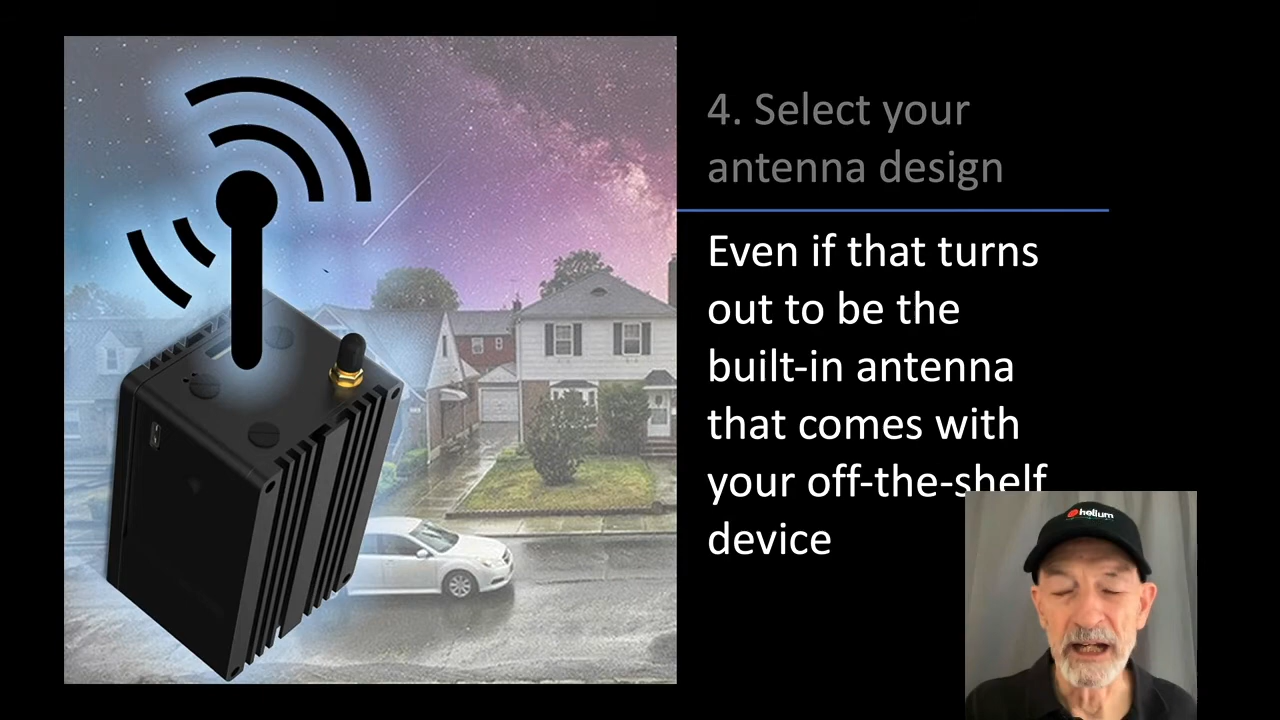 4. Select your
antenna design
Even if that turns
out to be the
built-in antenna
that comes with
your off-the-shelf
device
helium